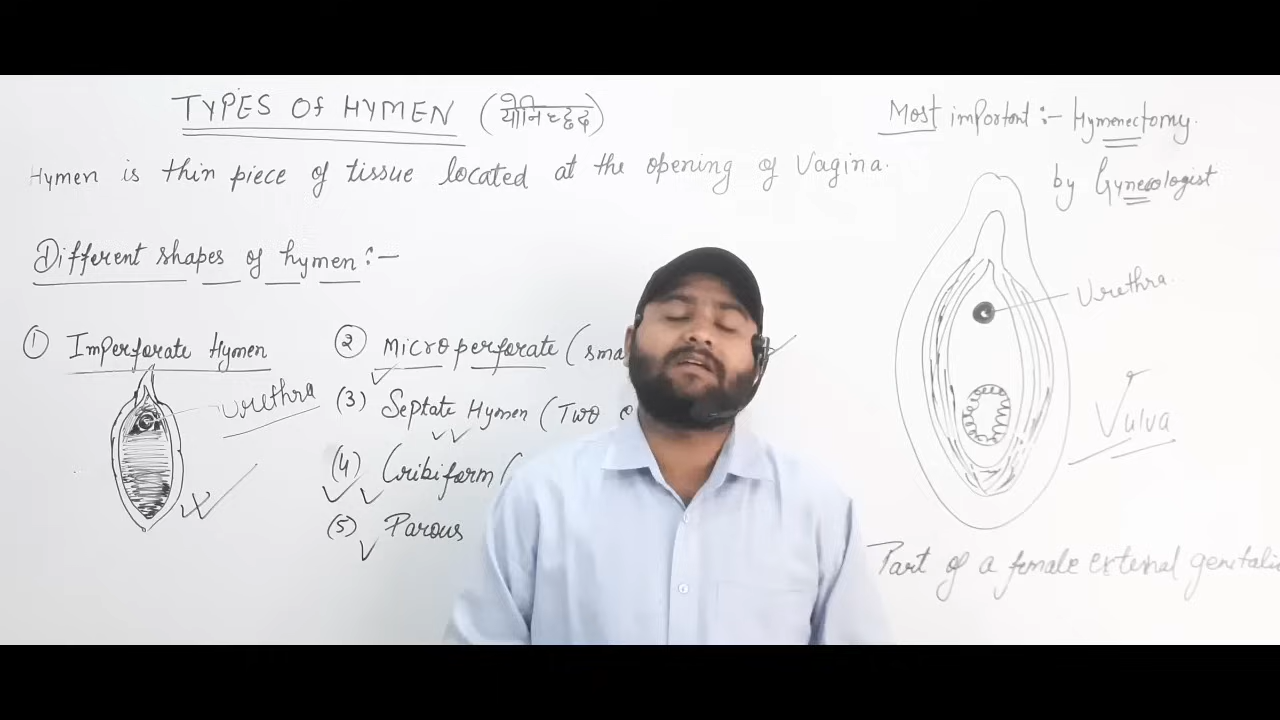 TYPES Of HYMEN (योनिच्छद)
Hymen is thin piece of tissue located at the opening of Vagina.
Different shapes of hymen :-
① Imperforate Hymen
Urethra
② Microperforate (
(3) Septate Hymen (Two
(4) Cribiform (
(5) Parous
Most important :- Hymenectomy.
by Gynecologist
Urethra.
Vulva
Part of a female external